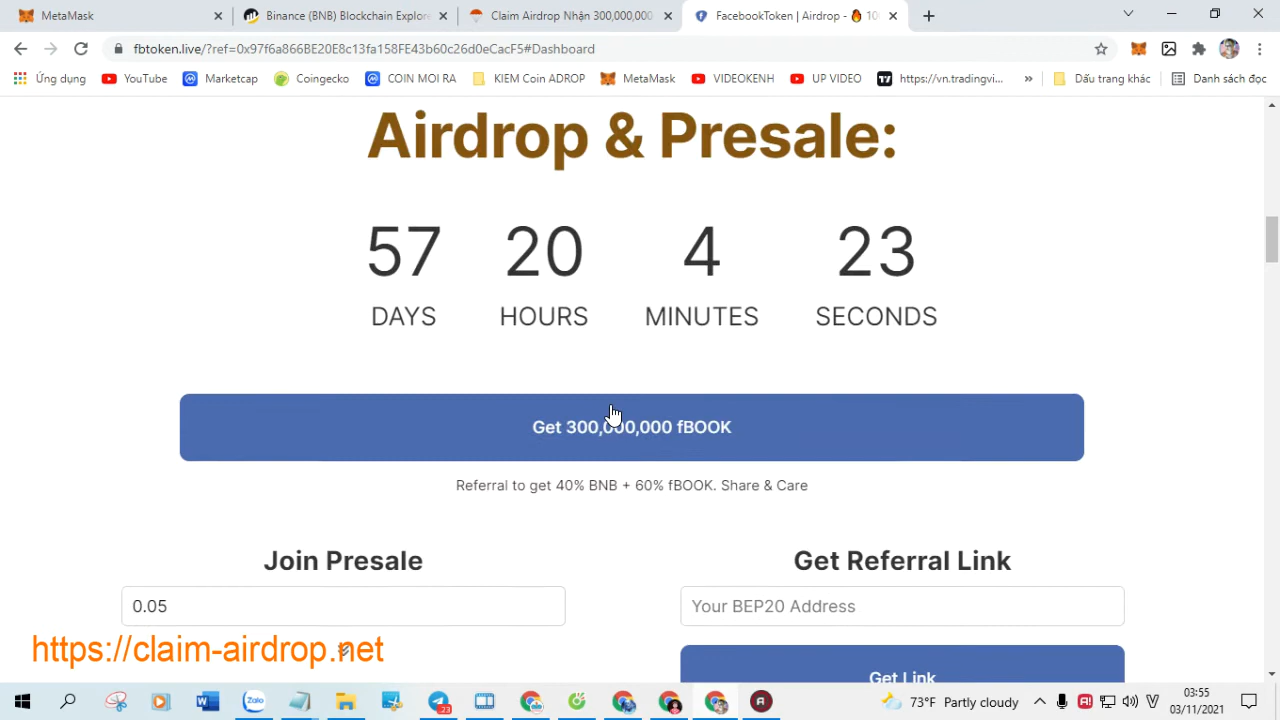 MetaMask
Binance (BNB) Blockchain Explore
Claim Airdrop Nhận 300,000,000
FacebookToken | Airdrop - 🔥 10
fbtoken.live/?ref=0x97f6a866BE20E8c13fa158FE43b60c26d0eCacF5#Dashboard
Ứng dụng
YouTube
Marketcap
Coingecko
COIN MOI RA
KIEM Coin ADROP
MetaMask
VIDEOKENH
UP VIDEO
https://vn.tradingvi...
»
Dấu trang khác
Danh sách đọc
Airdrop & Presale:
57 20 4 23
DAYS HOURS MINUTES SECONDS
Get 300,000,000 fBOOK
Referral to get 40% BNB + 60% fBOOK. Share & Care
Join Presale
0.05
Get Referral Link
Your BEP20 Address
Get Link
https://claim-airdrop.net
Zalo
23
73°F Partly cloudy
03:55
03/11/2021